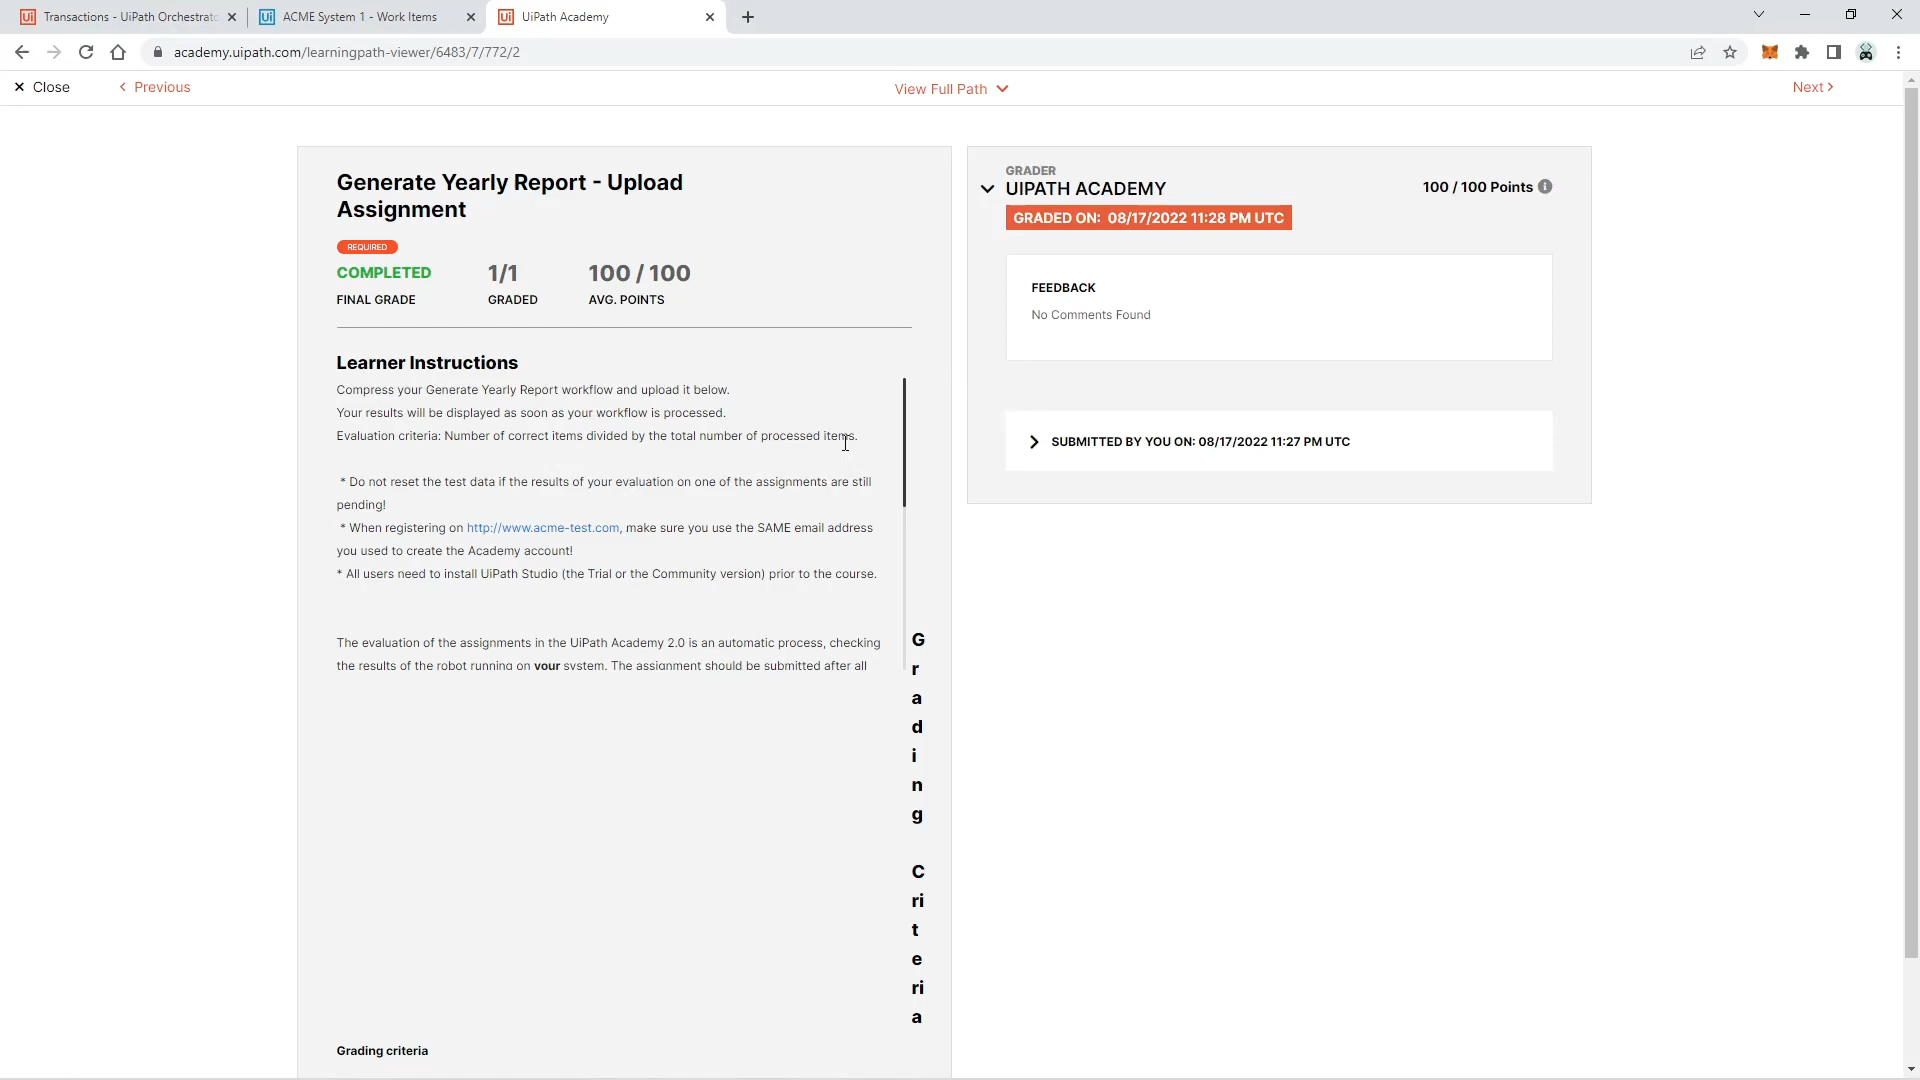 Transactions - UiPath Orchestrato
ACME System 1 - Work Items
UiPath Academy
academy.uipath.com/learningpath-viewer/6483/7/772/2
Close
Previous
View Full Path
Next
Generate Yearly Report - Upload
Assignment
REQUIRED
COMPLETED
1/1
100 / 100
FINAL GRADE
GRADED
AVG. POINTS
Learner Instructions
Compress your Generate Yearly Report workflow and upload it below.
Your results will be displayed as soon as your workflow is processed.
Evaluation criteria: Number of correct items divided by the total number of processed items.
* Do not reset the test data if the results of your evaluation on one of the assignments are still
pending!
* When registering on http://www.acme-test.com, make sure you use the SAME email address
you used to create the Academy account!
* All users need to install UiPath Studio (the Trial or the Community version) prior to the course.
The evaluation of the assignments in the UiPath Academy 2.0 is an automatic process, checking
the results of the robot running on your system. The assignment should be submitted after all
G
r
a
d
i
n
g
C
ri
t
e
ri
a
Grading criteria
GRADER
UIPATH ACADEMY
100 / 100 Points
GRADED ON: 08/17/2022 11:28 PM UTC
FEEDBACK
No Comments Found
SUBMITTED BY YOU ON: 08/17/2022 11:27 PM UTC